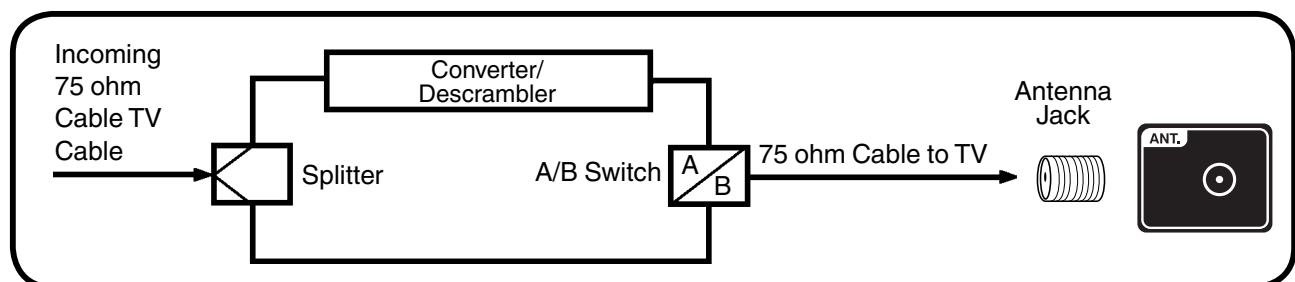 Incoming
75 ohm
Cable TV
Cable
Splitter
Converter/
Descrambler
A/B Switch
A
B
75 ohm Cable to TV
Antenna
Jack
ANT.